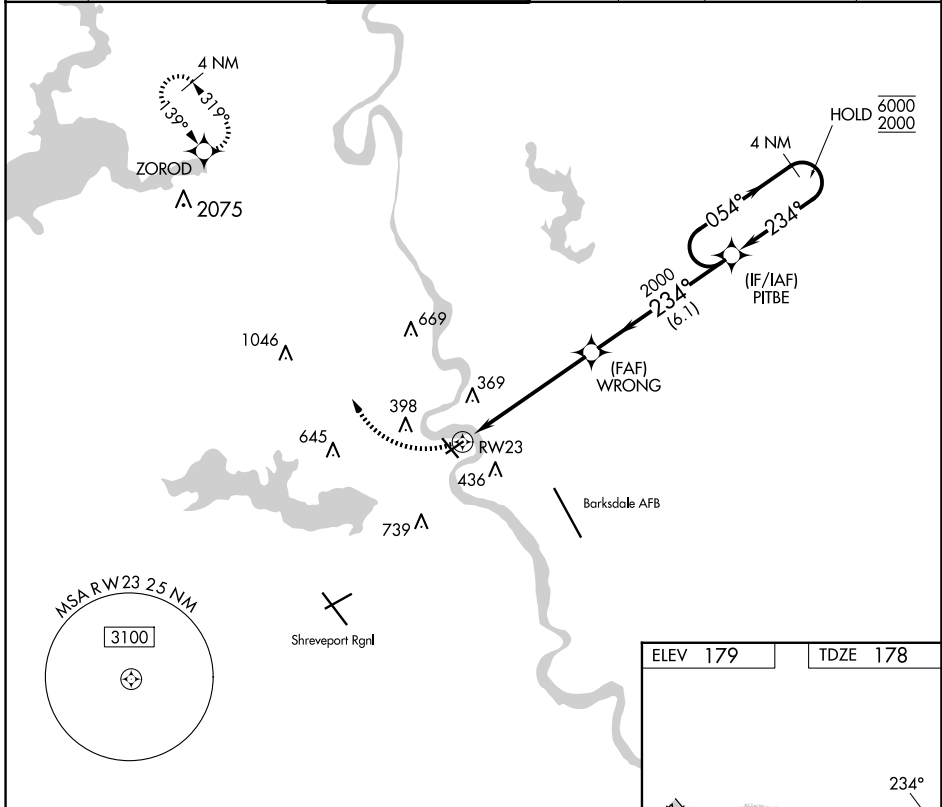 4 NM
319°
139°
ZOROD
2075
HOLD 6000
2000
4 NM
054°
234°
(IF/IAF)
PITBE
2000
234°
(6.1)
(FAF)
WRONG
669
1046
369
398
645
RW23
436
Barksdale AFB
739
MSA RW23 25 NM
3100
Shreveport Rgnl
ELEV 179
TDZE 178
234°